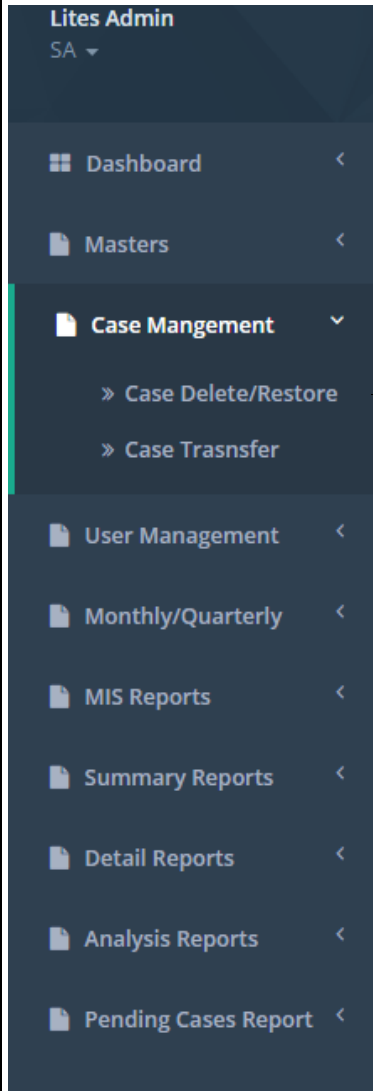 Lites Admin
SA
Dashboard
Masters
Case Mangement
» Case Delete/Restore
» Case Trasnsfer
User Management
Monthly/Quarterly
MIS Reports
Summary Reports
Detail Reports
Analysis Reports
Pending Cases Report